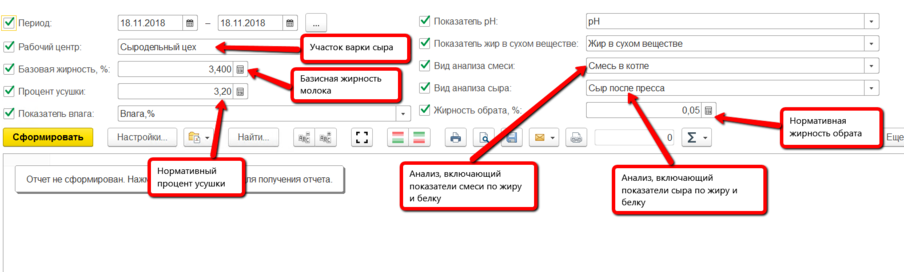 Период: 18.11.2018 – 18.11.2018 ...
Показатель pH: pH
Рабочий центр: Сыродельный цех
Участок варки сыра
Показатель жир в сухом веществе: Жир в сухом веществе
Базовая жирность, %: 3,400
Базисная жирность
молока
Вид анализа смеси: Смесь в котле
Процент усушки: 3,20
Вид анализа сыра: Сыр после пресса
Показатель влага: Влага,%
Жирность обрата, %: 0,05
Нормативная
жирность обрата
Сформировать Настройки... Найти... 0 Σ Еще
Отчет не сформирован. Наж
для получения отчета.
Нормативный
процент усушки
Анализ, включающий
показатели смеси по жиру
и белку
Анализ, включающий
показатели сыра по жиру и
белку